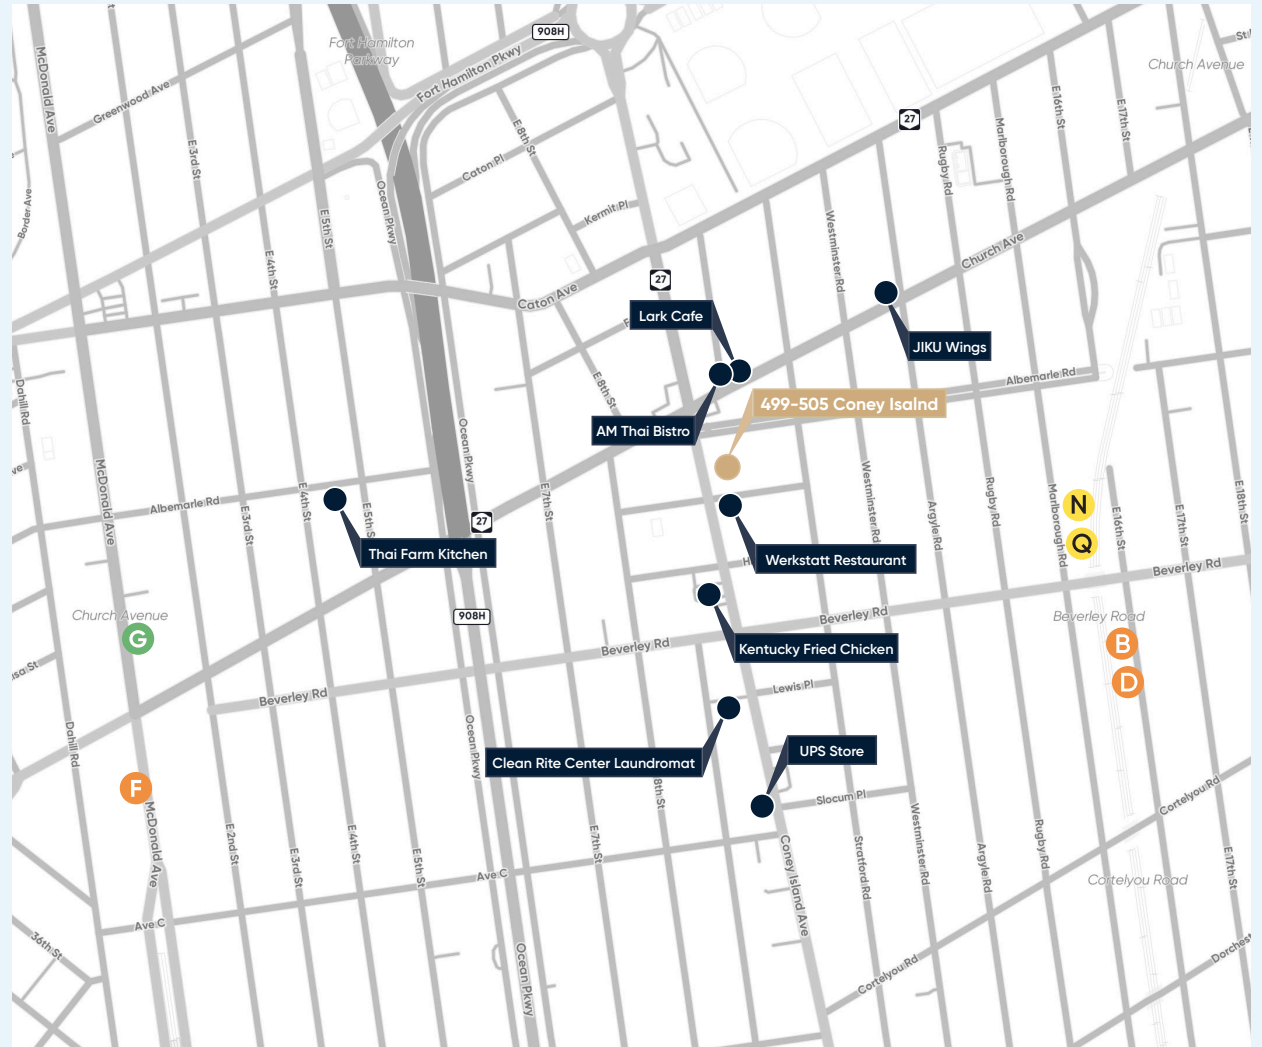 908H
Fort Hamilton
Parkway
Fort Hamilton Pkwy
Church Avenue
McDonald Ave
Greenwood Ave
E 3rd St
E 8th St
E 16th St
E 17th St
27
Marlborough Rd
Rugby Rd
Caton Pl
Border Ave
Ocean Pkwy
E 5th St
Kermit Pl
E 4th St
Westminster Rd
Church Ave
27
Caton Ave
Lark Cafe
JIKU Wings
Albemarle Rd
E 8th St
Dahill Rd
499-505 Coney Isalnd
AM Thai Bistro
Ocean Pkwy
McDonald Ave
Albemarle Rd
E 4th St
E 3rd St
E 5th St
E 7th St
27
Westminster Rd
Argyle Rd
Rugby Rd
Marlborough Rd
N
E 16th St
E 17th St
E 18th St
Q
Thai Farm Kitchen
Werkstatt Restaurant
Beverley Rd
Church Avenue
G
908H
Beverley Rd
Beverley Road
B
Beverley Rd
Kentucky Fried Chicken
D
Beverley Rd
Lewis Pl
Dahill Rd
Ocean Pkwy
Clean Rite Center Laundromat
UPS Store
F
8th St
Slocum Pl
Cortelyou Rd
McDonald Ave
E 2nd St
E 3rd St
E 4th St
E 5th St
E 7th St
Ave C
Coney Island Ave
Stratford Rd
Westminster Rd
Argyle Rd
Rugby Rd
E 17th St
Cortelyou Road
Ave C
36th St
Ocean Pkwy
Cortelyou Rd
Dorchest